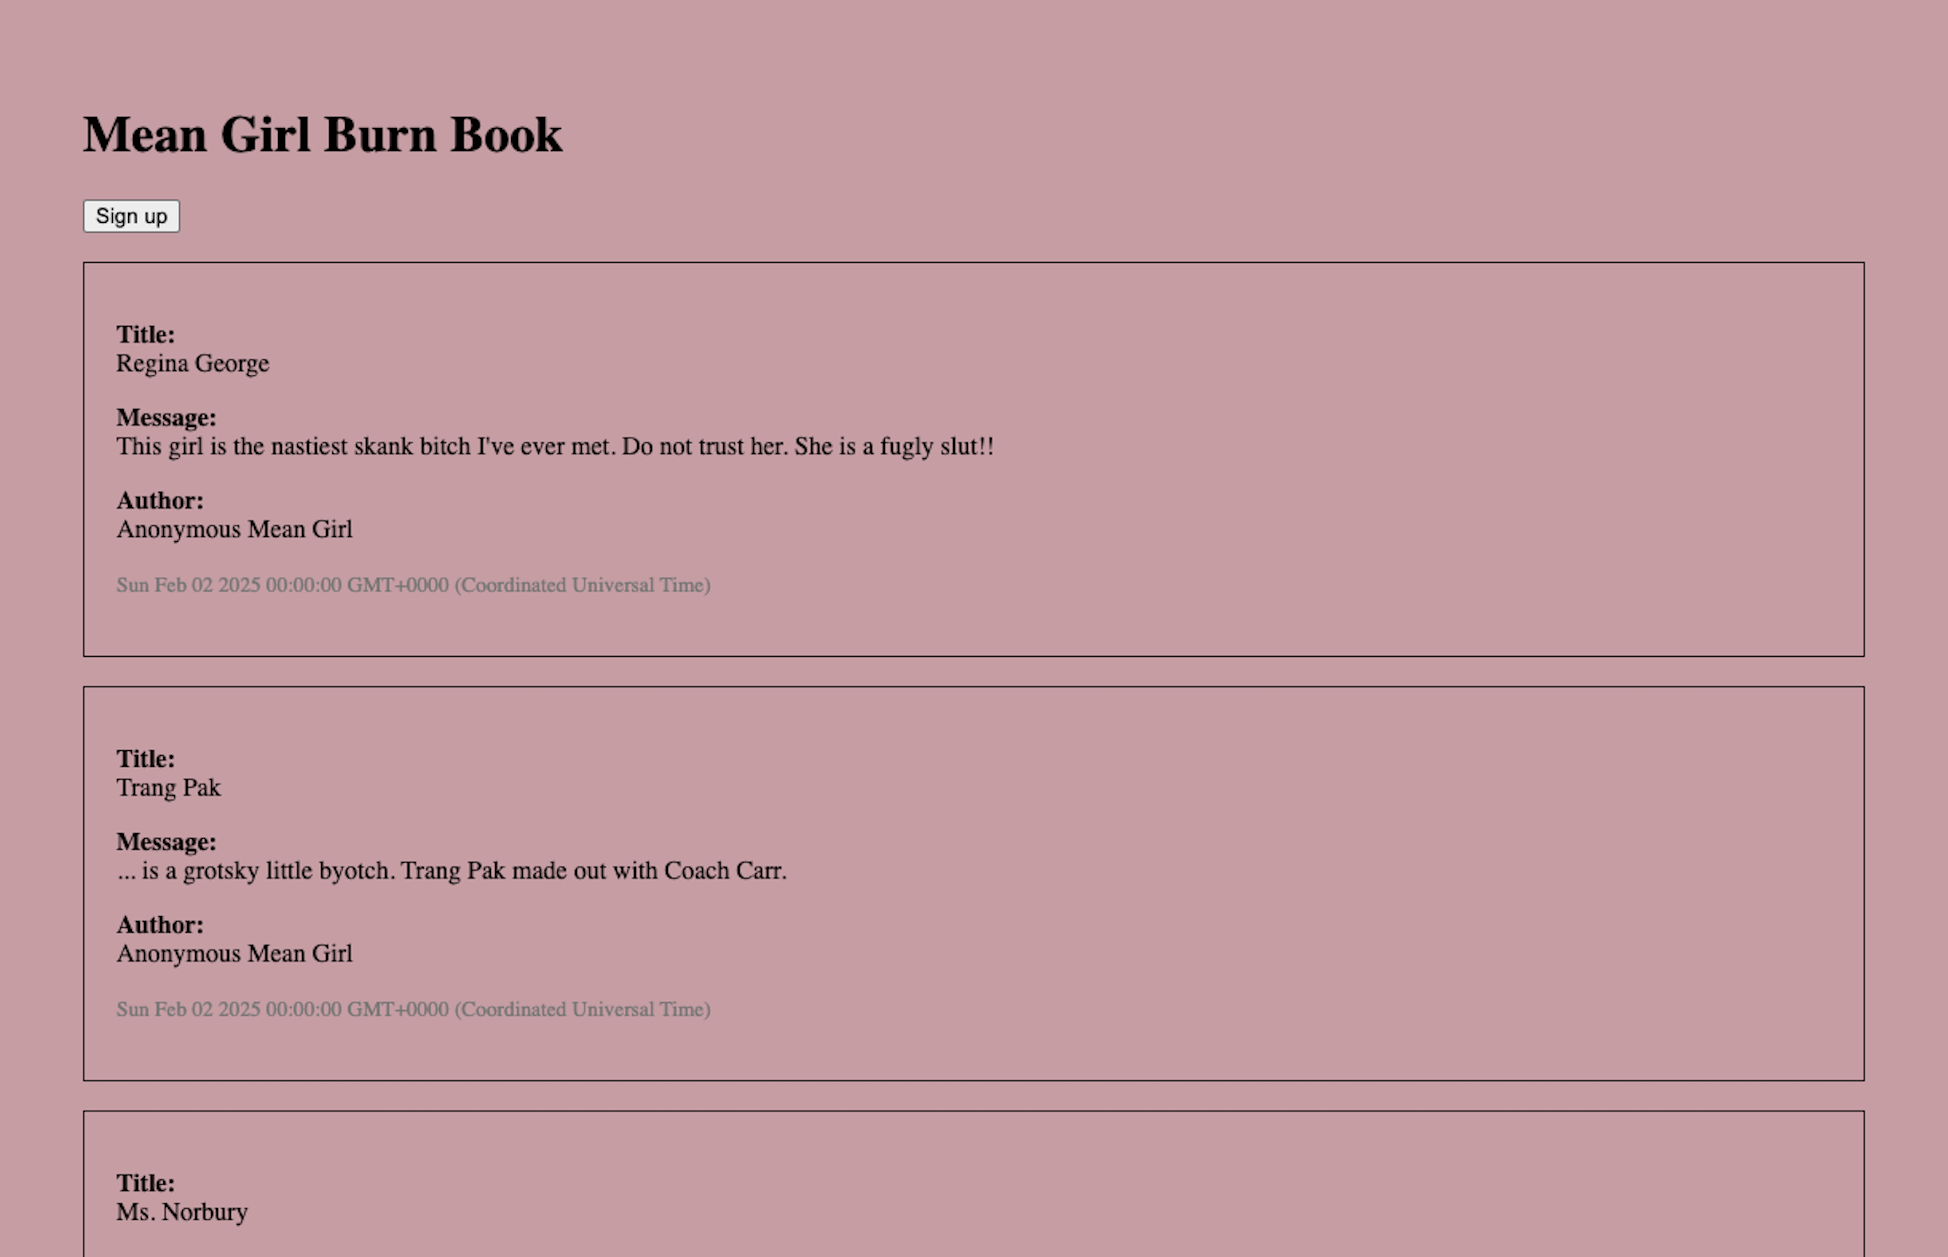 Mean Girl Burn Book
Sign up
Title:
Regina George
Message:
This girl is the nastiest skank bitch I've ever met. Do not trust her. She is a fugly slut!!
Author:
Anonymous Mean Girl
Sun Feb 02 2025 00:00:00 GMT+0000 (Coordinated Universal Time)
Title:
Trang Pak
Message:
... is a grotsky little byotch. Trang Pak made out with Coach Carr.
Author:
Anonymous Mean Girl
Sun Feb 02 2025 00:00:00 GMT+0000 (Coordinated Universal Time)
Title:
Ms. Norbury